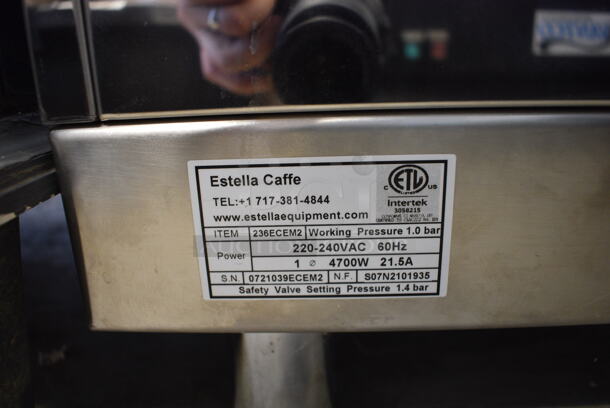 Estella Caffe
TEL:+1 717-381-4844
www.estellaequipment.com
ETL
C US
Intertek
3058215
ITEM 236ECEM2 Working Pressure 1.0 bar
Power 220-240VAC 60Hz
1 ⌀ 4700W 21.5A
S.N. 0721039ECEM2 N.F. S07N2101935
Safety Valve Setting Pressure 1.4 bar